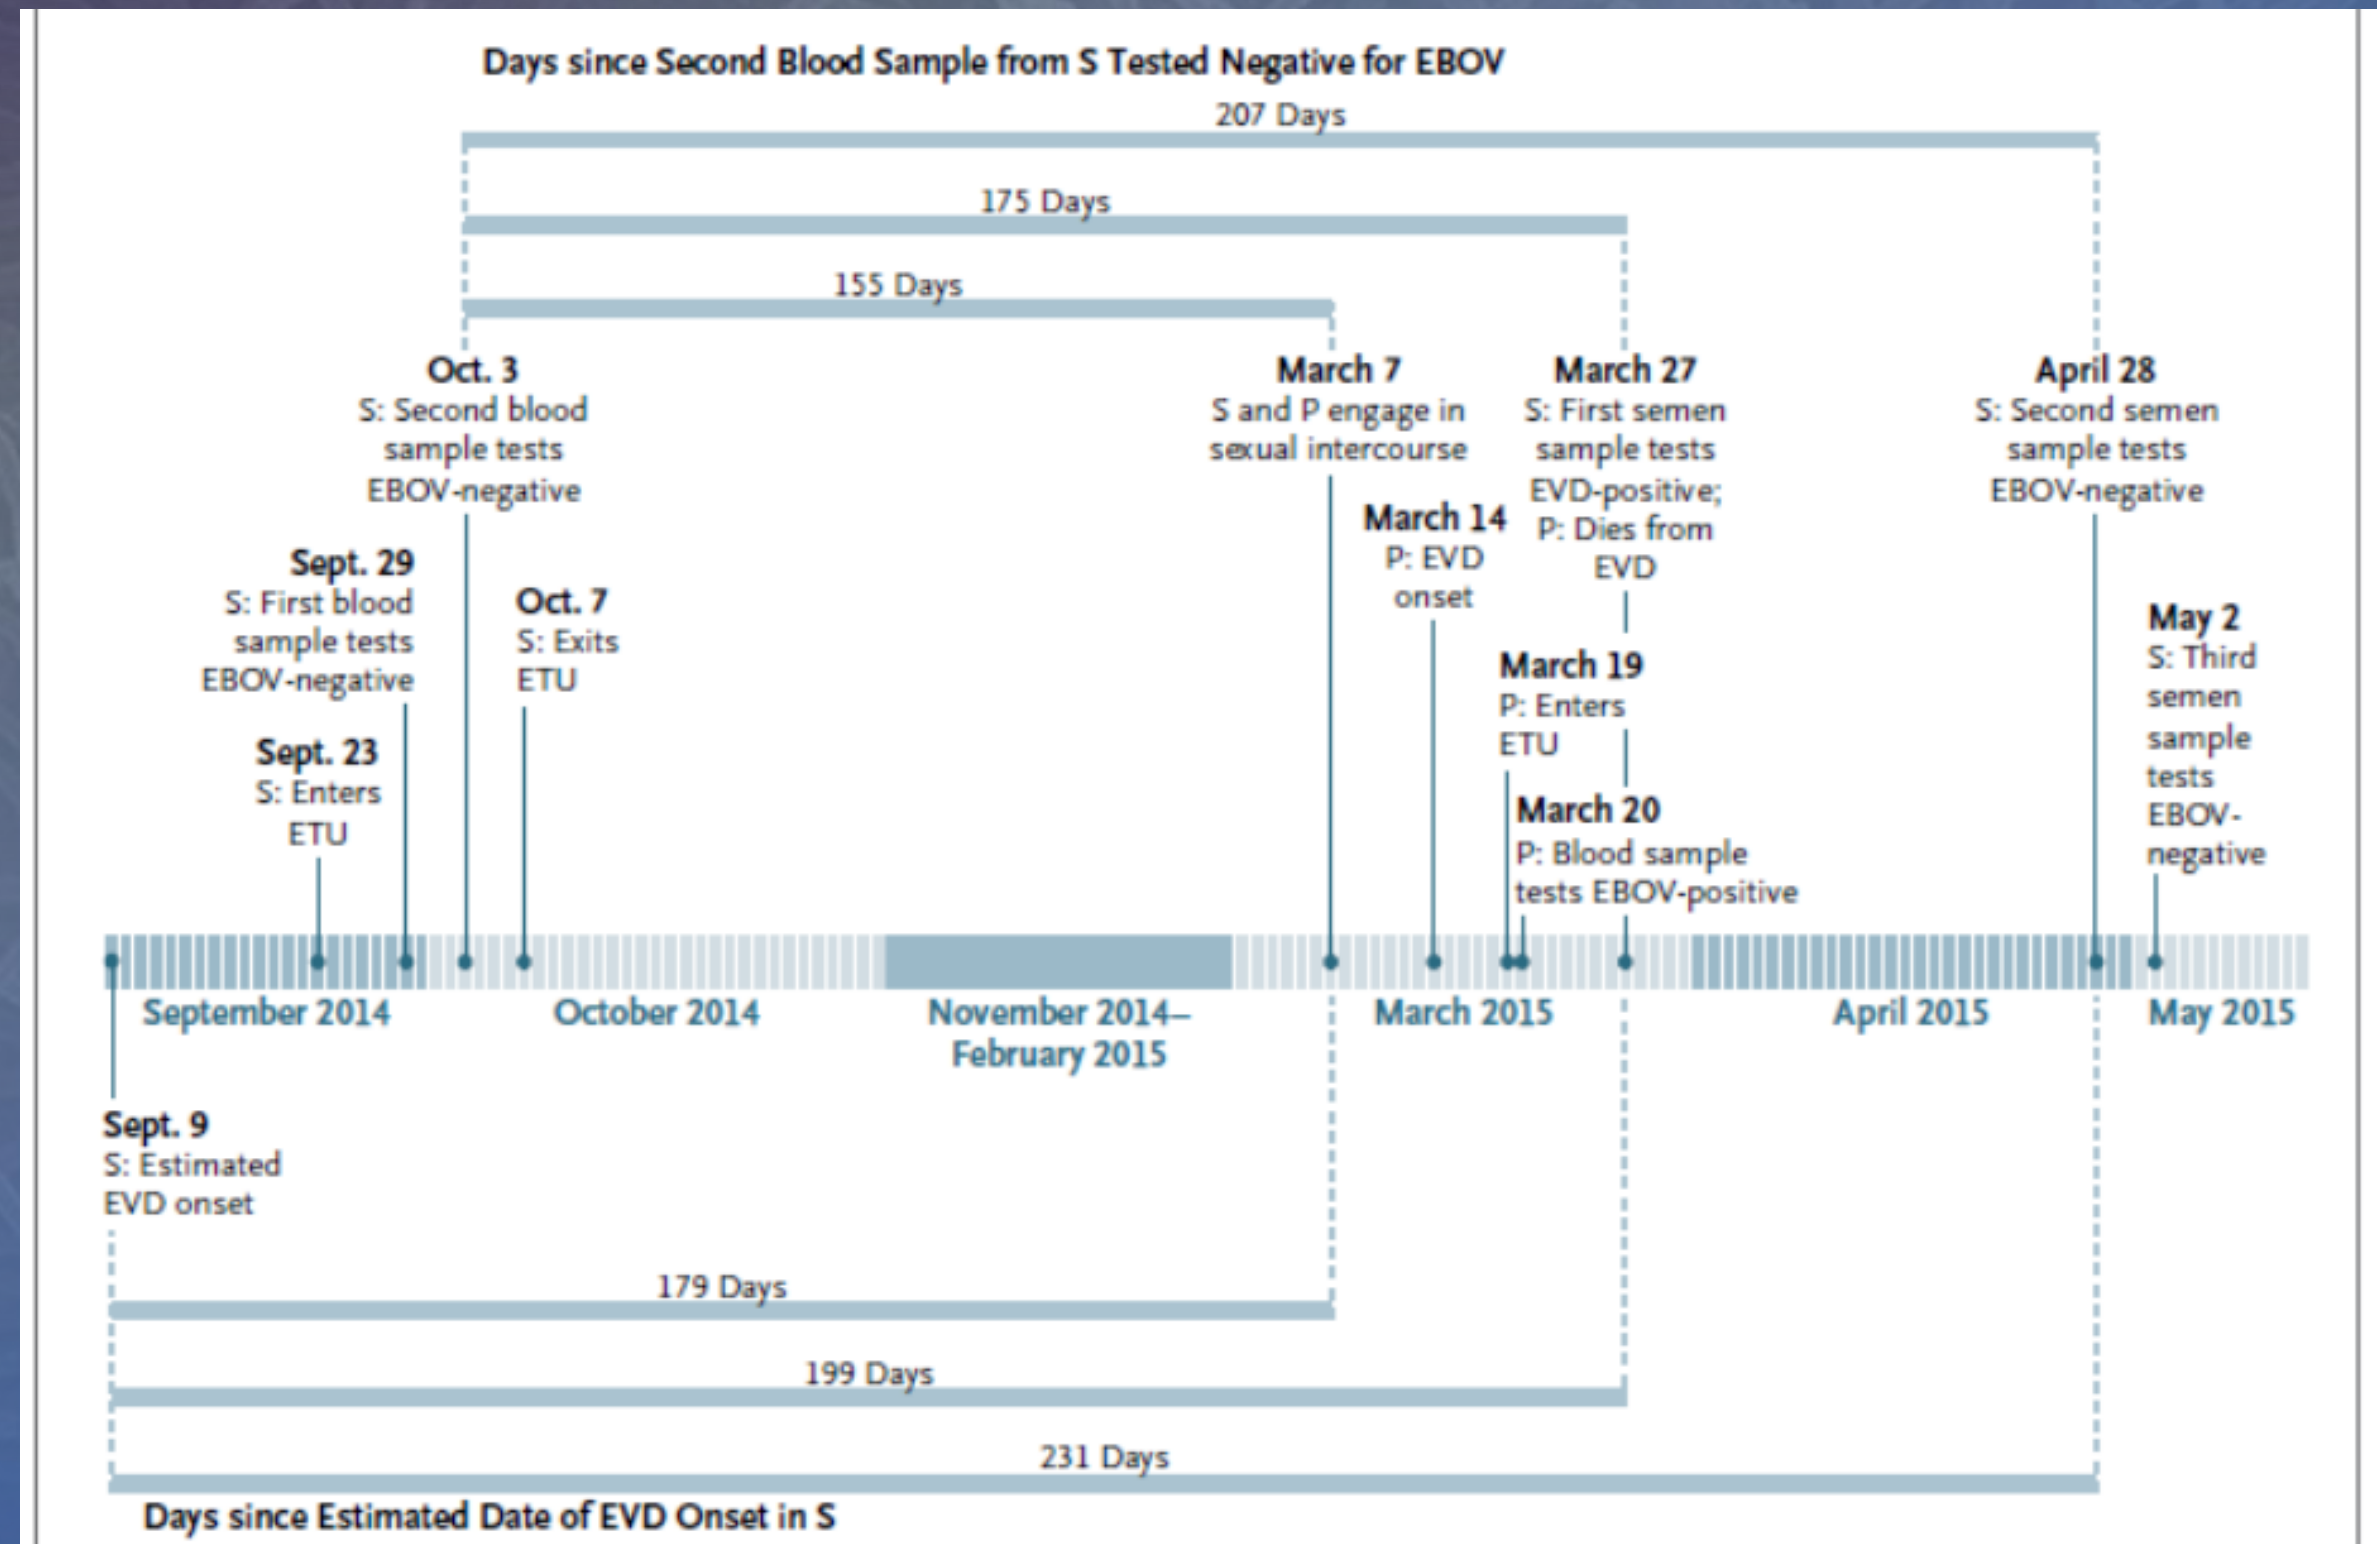 Days since Second Blood Sample from S Tested Negative for EBOV
207 Days
175 Days
155 Days
Oct. 3
S: Second blood
sample tests
EBOV-negative
March 7
S and P engage in
sexual intercourse
March 27
S: First semen
sample tests
EVD-positive;
P: Dies from
EVD
April 28
S: Second semen
sample tests
EBOV-negative
March 14
P: EVD
onset
Sept. 29
S: First blood
sample tests
EBOV-negative
Oct. 7
S: Exits
ETU
May 2
S: Third
semen
sample
tests
EBOV-
negative
March 19
P: Enters
ETU
Sept. 23
S: Enters
ETU
March 20
P: Blood sample
tests EBOV-positive
September 2014
October 2014
November 2014–
February 2015
March 2015
April 2015
May 2015
Sept. 9
S: Estimated
EVD onset
179 Days
199 Days
231 Days
Days since Estimated Date of EVD Onset in S